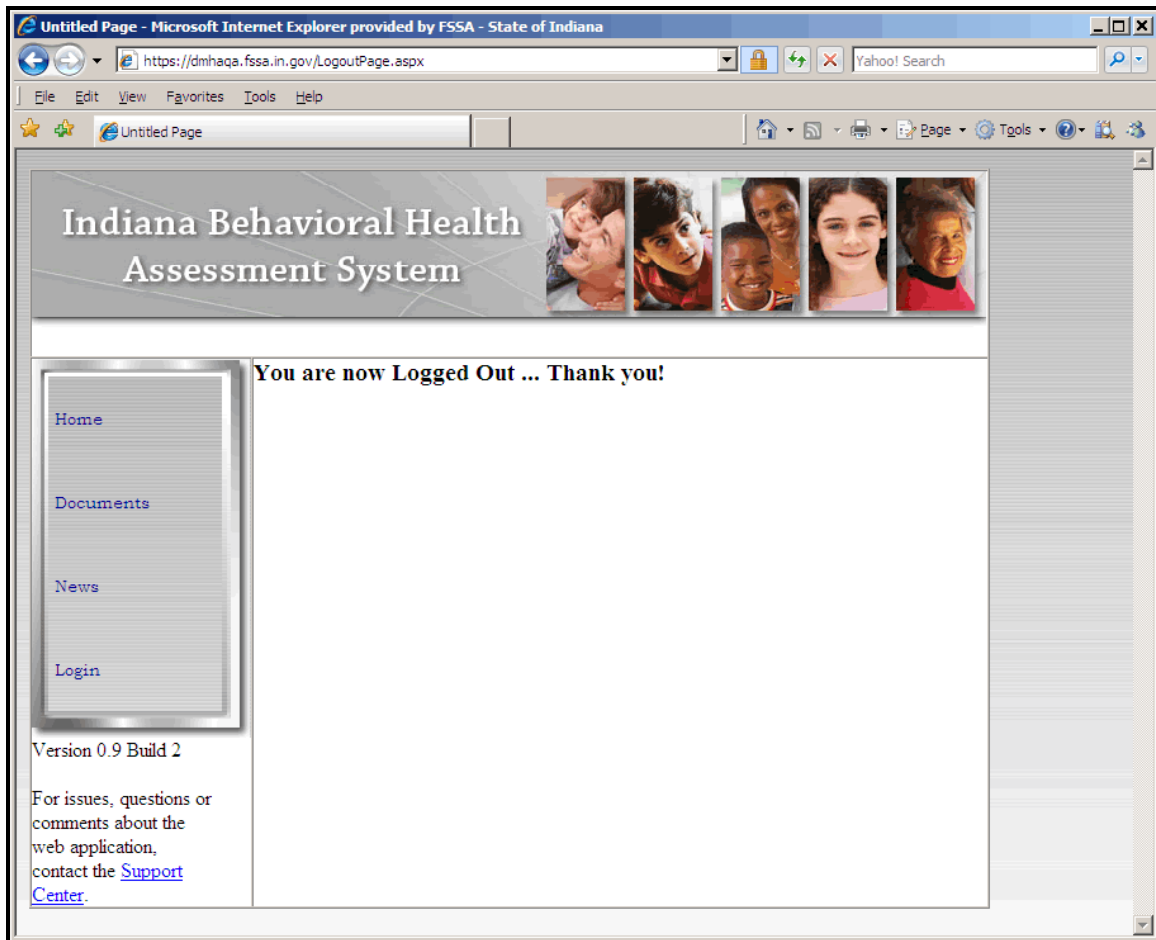 Untitled Page - Microsoft Internet Explorer provided by FSSA - State of Indiana
https://dmhaqa.fssa.in.gov/LogoutPage.aspx
Yahoo! Search
File Edit View Favorites Tools Help
Untitled Page
Page Tools
Indiana Behavioral Health
Assessment System
You are now Logged Out ... Thank you!
Home
Documents
News
Login
Version 0.9 Build 2
For issues, questions or
comments about the
web application,
contact the Support
Center.